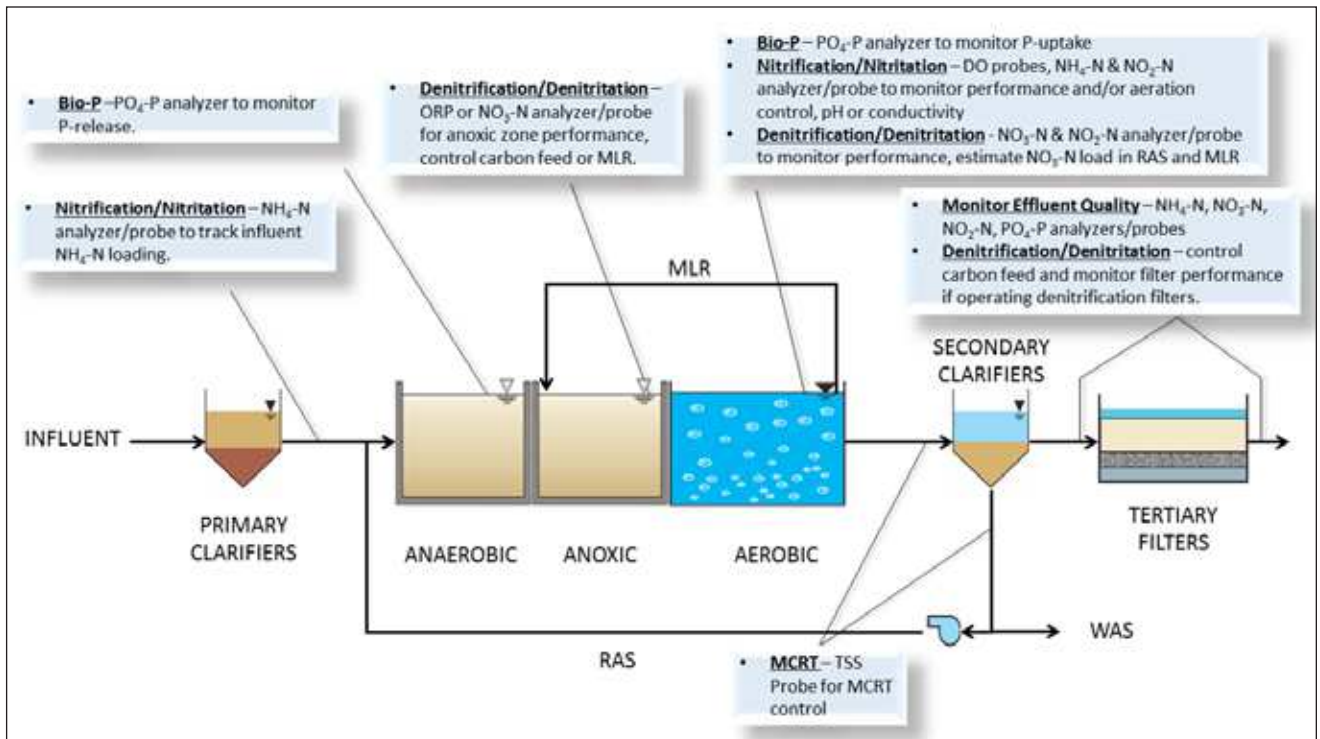 • Bio-P – PO₄-P analyzer to monitor
P-uptake
• Nitrification/Nitritation – DO probes, NH₄-N & NO₂-N
analyzer/probe to monitor performance and/or aeration
control, pH or conductivity
• Denitrification/Denitritation - NO₃-N & NO₂-N analyzer/probe
to monitor performance, estimate NO₃-N load in RAS and MLR
• Denitrification/Denitritation –
ORP or NO₃-N analyzer/probe
for anoxic zone performance,
control carbon feed or MLR.
• Bio-P –PO₄-P analyzer to monitor
P-release.
• Nitrification/Nitritation – NH₄-N
analyzer/probe to track influent
NH₄-N loading.
• Monitor Effluent Quality – NH₄-N, NO₃-N,
NO₂-N, PO₄-P analyzers/probes
• Denitrification/Denitritation – control
carbon feed and monitor filter performance
if operating denitrification filters.
MLR
SECONDARY
CLARIFIERS
INFLUENT
PRIMARY
CLARIFIERS
ANAEROBIC
ANOXIC
AEROBIC
TERTIARY
FILTERS
RAS
WAS
• MCRT – TSS
Probe for MCRT
control